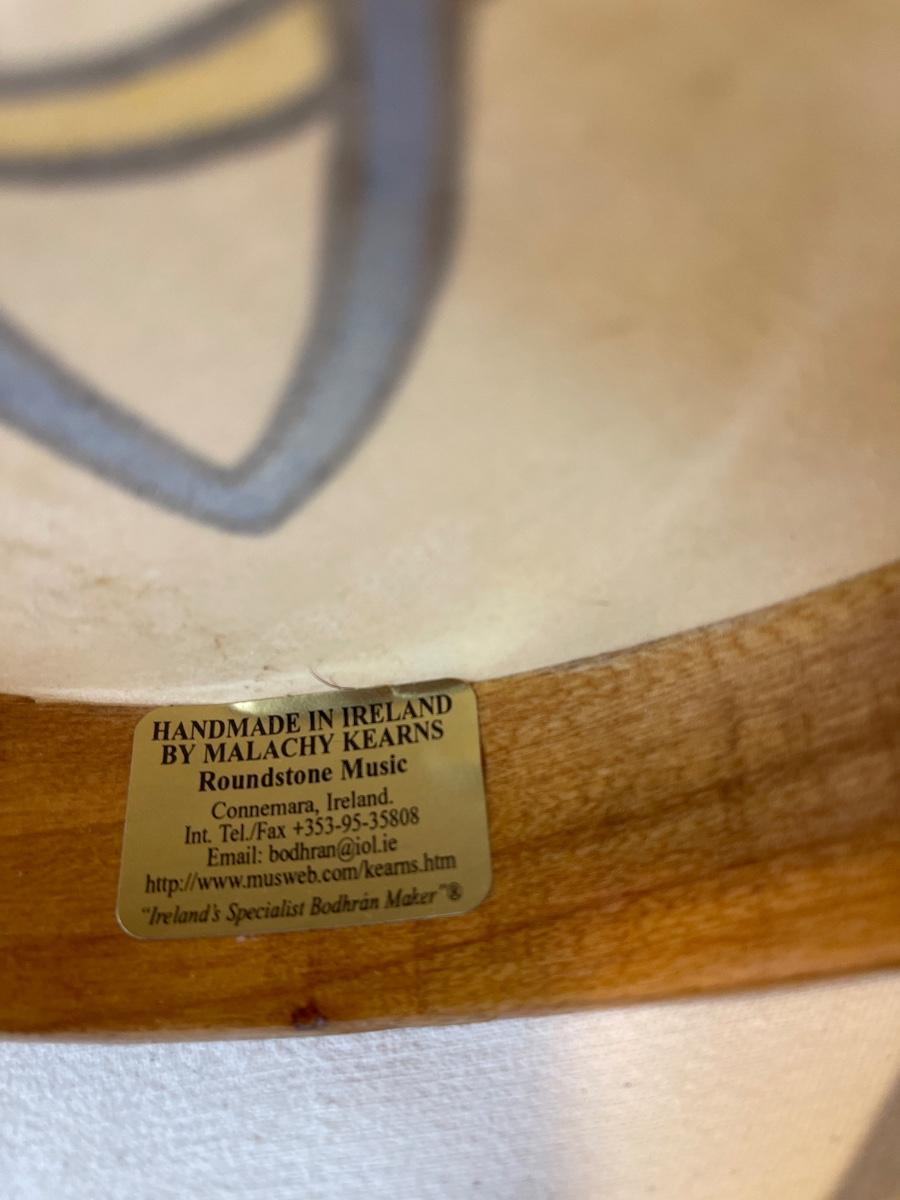 HANDMADE IN IRELAND
BY MALACHY KEARNS
Roundstone Music
Connemara, Ireland.
Int. Tel./Fax +353-95-35808
Email: bodhran@iol.ie
http://www.musweb.com/kearns.htm
"Ireland's Specialist Bodhrán Maker"®